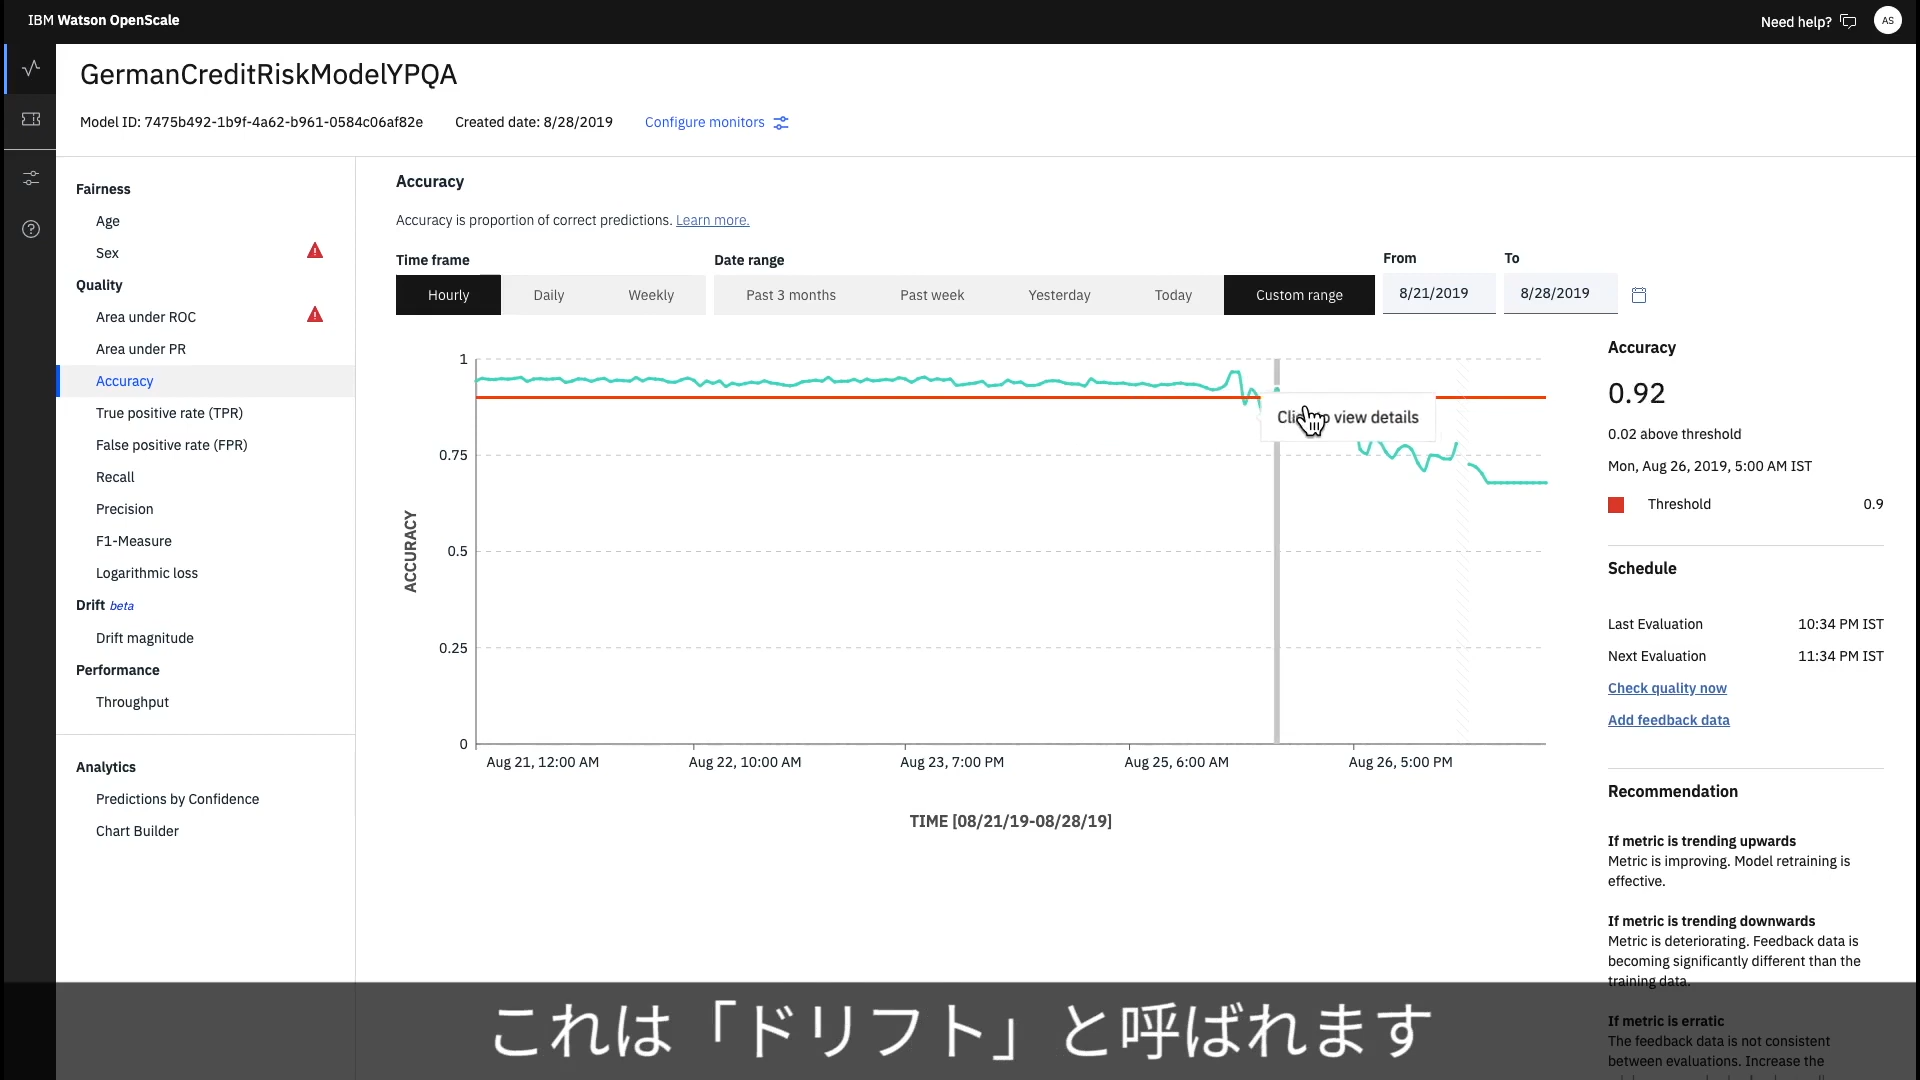 IBM Watson OpenScale
Need help?
AS
GermanCreditRiskModelYPQA
Model ID: 7475b492-1b9f-4a62-b961-0584c06af82e
Created date: 8/28/2019
Configure monitors
Fairness
Age
Sex
Quality
Area under ROC
Area under PR
Accuracy
True positive rate (TPR)
False positive rate (FPR)
Recall
Precision
F1-Measure
Logarithmic loss
Drift beta
Drift magnitude
Performance
Throughput
Analytics
Predictions by Confidence
Chart Builder
Accuracy
Accuracy is proportion of correct predictions. Learn more.
Time frame
Hourly
Daily
Weekly
Date range
Past 3 months
Past week
Yesterday
Today
Custom range
From
8/21/2019
To
8/28/2019
1
0.75
0.5
0.25
0
ACCURACY
view details
Aug 21, 12:00 AM
Aug 22, 10:00 AM
Aug 23, 7:00 PM
Aug 25, 6:00 AM
Aug 26, 5:00 PM
TIME [08/21/19-08/28/19]
Accuracy
0.92
0.02 above threshold
Mon, Aug 26, 2019, 5:00 AM IST
Threshold 0.9
Schedule
Last Evaluation 10:34 PM IST
Next Evaluation 11:34 PM IST
Check quality now
Add feedback data
Recommendation
If metric is trending upwards
Metric is improving. Model retraining is
effective.
If metric is trending downwards
Metric is deteriorating. Feedback data is
becoming significantly different than the
training data.
If metric is erratic
The feedback data is not consistent
between evaluations. Increase the
これは「ドリフト」と呼ばれます